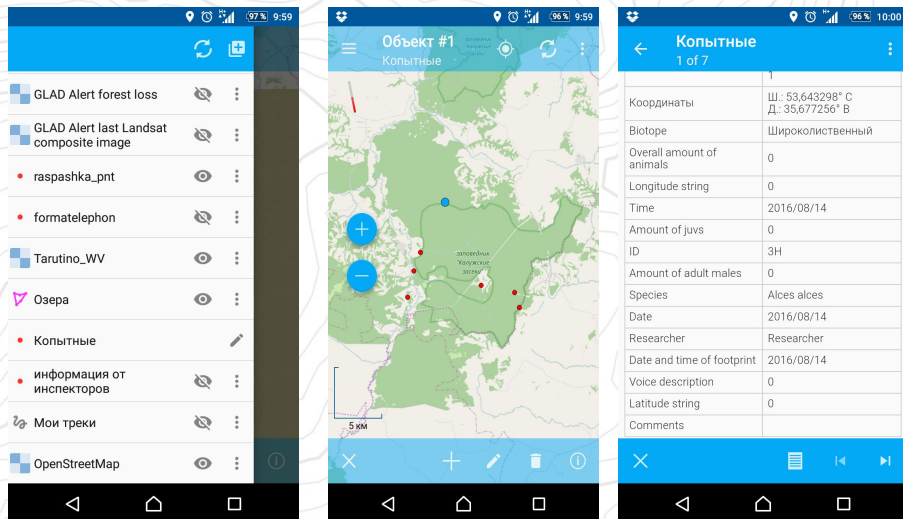 97% 9:59
GLAD Alert forest loss
GLAD Alert last Landsat
composite image
raspashka_pnt
formatelephon
Tarutino_WV
Озера
Копытные
информация от
инспекторов
Мои треки
OpenStreetMap
96% 9:59
Объект #1
Копытные
заповедник
"Калужские
засеки"
5 км
96% 10:00
Копытные
1 of 7
1
Координаты
Ш.: 53,643298° С
Д.: 35,677256° В
Biotope
Широколиственный
Overall amount of
animals
0
Longitude string
0
Time
2016/08/14
Amount of juvs
0
ID
3H
Amount of adult males
0
Species
Alces alces
Date
2016/08/14
Researcher
Researcher
Date and time of footprint
2016/08/14
Voice description
0
Latitude string
0
Comments